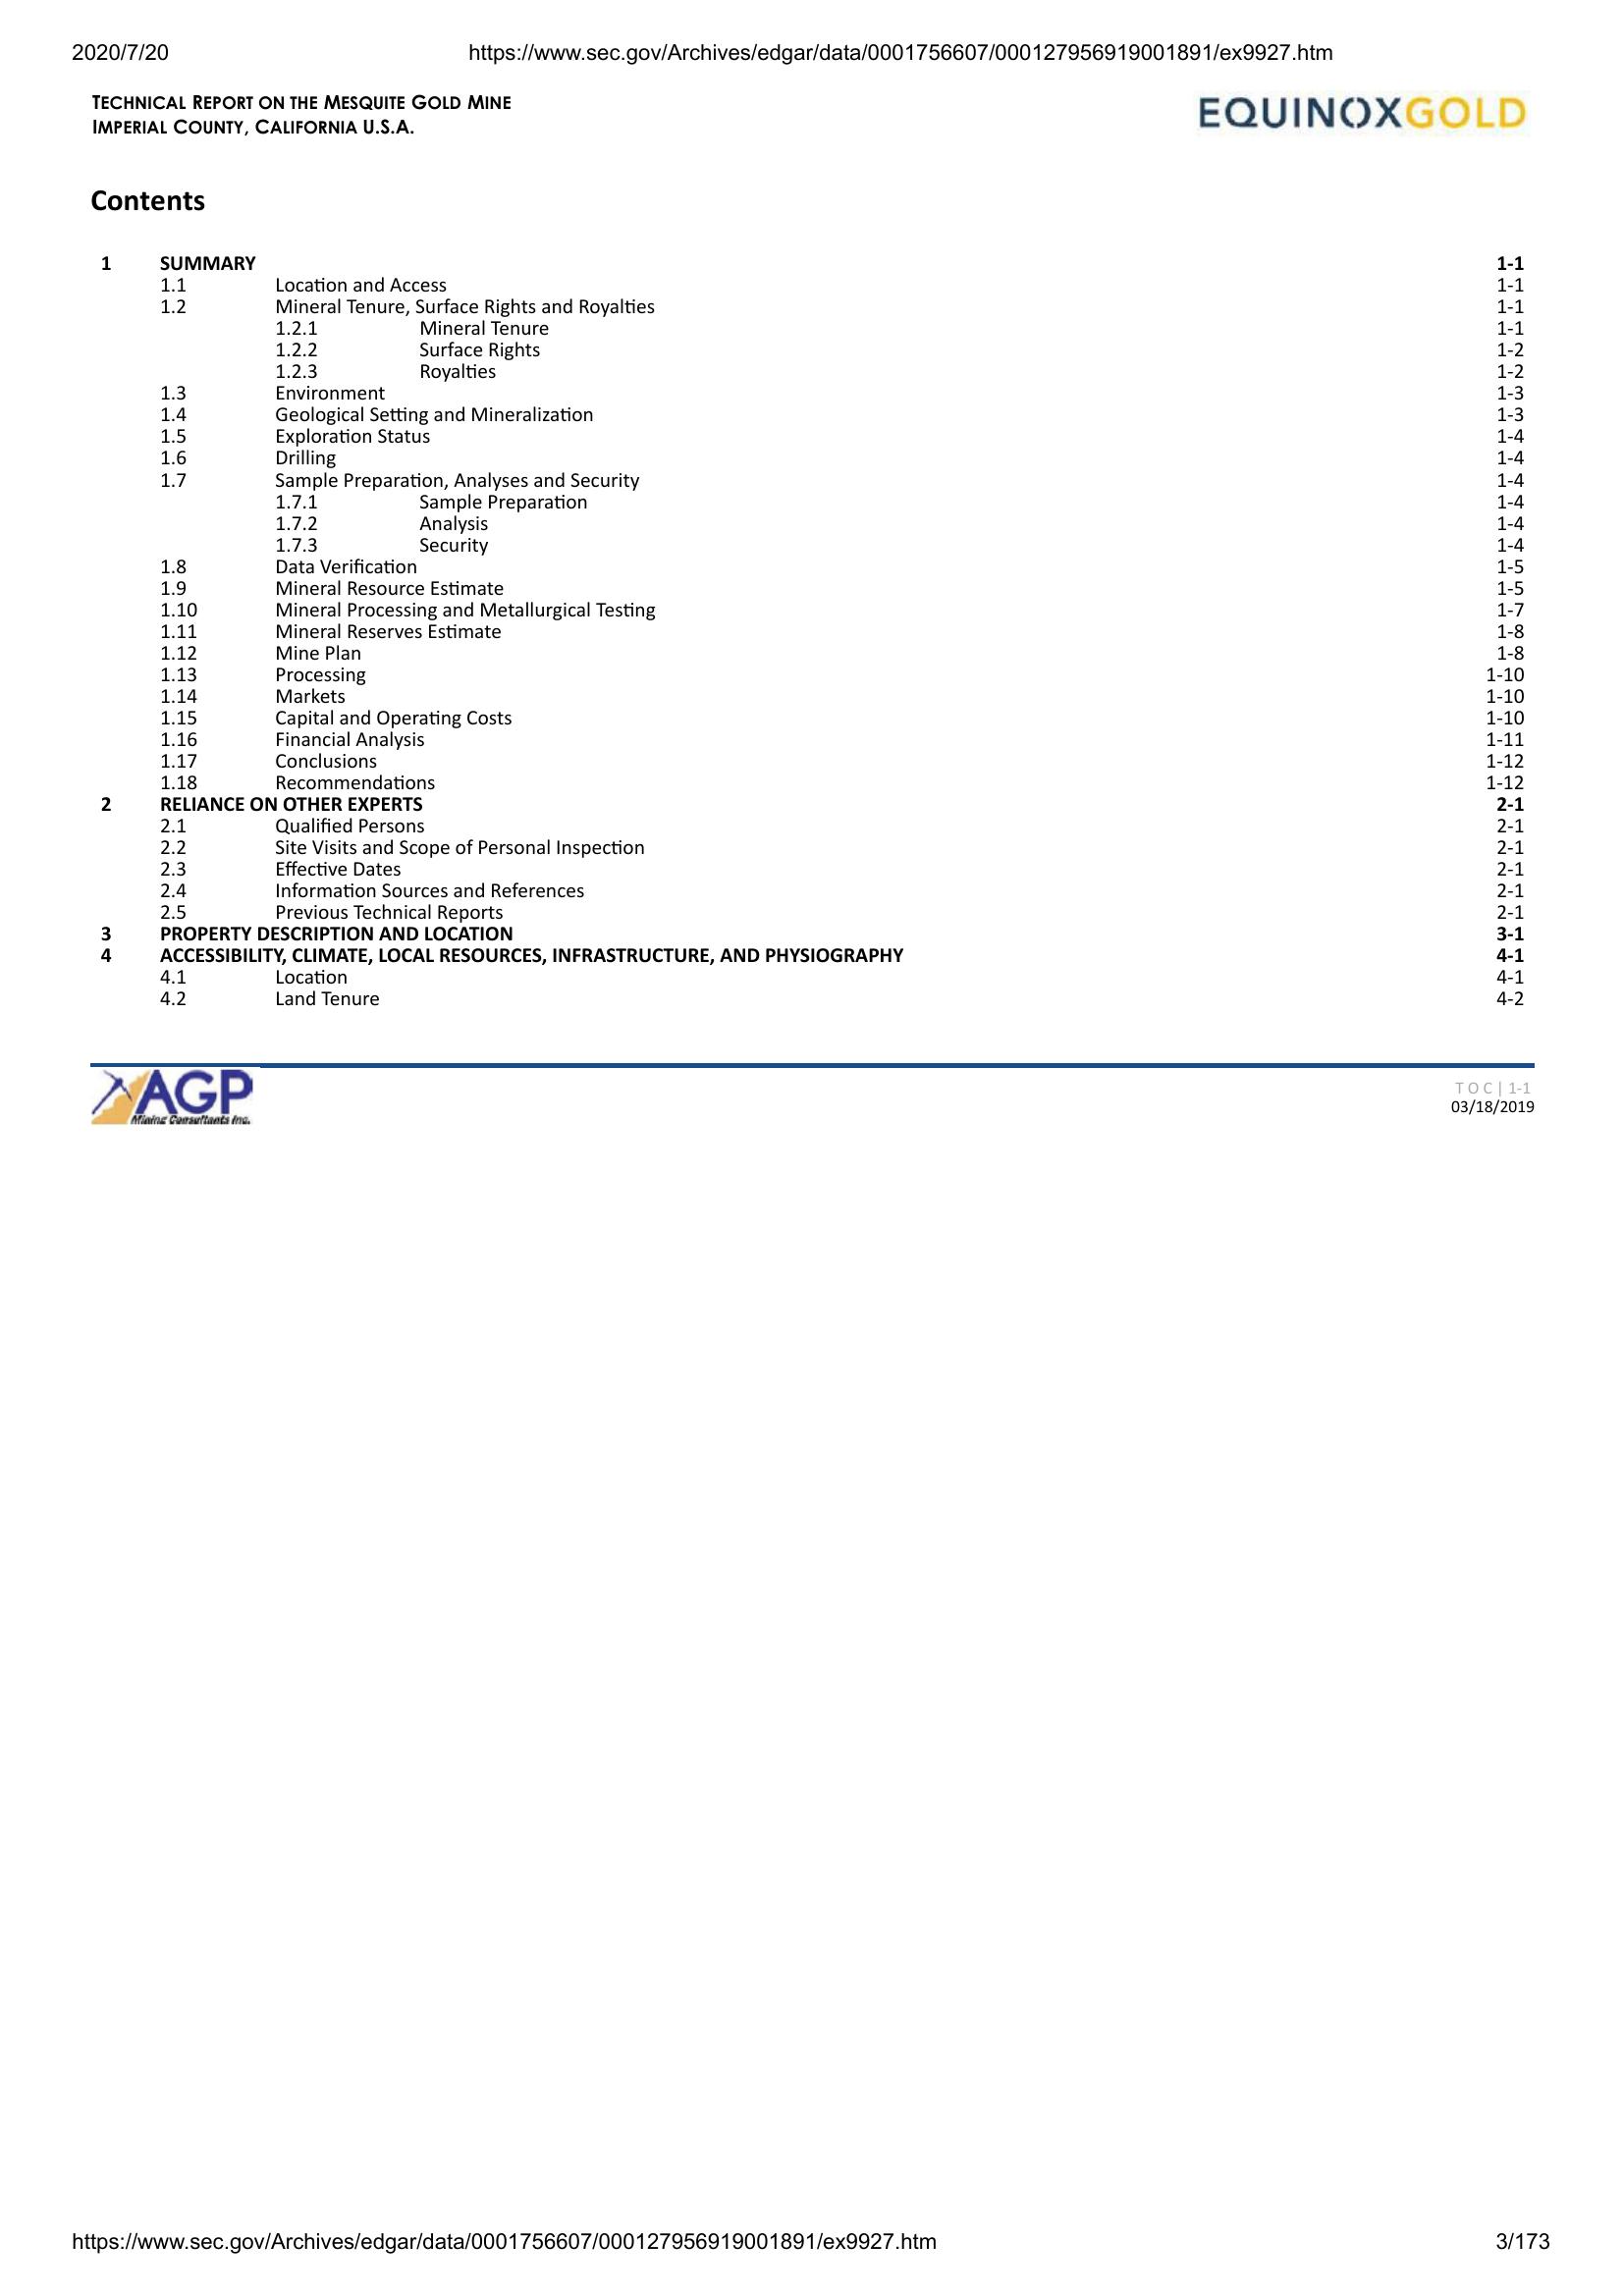 2020/7/20 https://www.sec.gov/Archives/edgar/data/0001756607/000127956919001891/ex9927.htm
TECHNICAL REPORT ON THE MESQUITE GOLD MINE
IMPERIAL COUNTY, CALIFORNIA U.S.A.
EQUINOXGOLD
Contents
1 SUMMARY 1-1
1.1 Location and Access 1-1
1.2 Mineral Tenure, Surface Rights and Royalties 1-1
1.2.1 Mineral Tenure 1-1
1.2.2 Surface Rights 1-2
1.2.3 Royalties 1-2
1.3 Environment 1-3
1.4 Geological Setting and Mineralization 1-3
1.5 Exploration Status 1-4
1.6 Drilling 1-4
1.7 Sample Preparation, Analyses and Security 1-4
1.7.1 Sample Preparation 1-4
1.7.2 Analysis 1-4
1.7.3 Security 1-4
1.8 Data Verification 1-5
1.9 Mineral Resource Estimate 1-5
1.10 Mineral Processing and Metallurgical Testing 1-7
1.11 Mineral Reserves Estimate 1-8
1.12 Mine Plan 1-8
1.13 Processing 1-10
1.14 Markets 1-10
1.15 Capital and Operating Costs 1-10
1.16 Financial Analysis 1-11
1.17 Conclusions 1-12
1.18 Recommendations 1-12
2 RELIANCE ON OTHER EXPERTS 2-1
2.1 Qualified Persons 2-1
2.2 Site Visits and Scope of Personal Inspection 2-1
2.3 Effective Dates 2-1
2.4 Information Sources and References 2-1
2.5 Previous Technical Reports 2-1
3 PROPERTY DESCRIPTION AND LOCATION 3-1
4 ACCESSIBILITY, CLIMATE, LOCAL RESOURCES, INFRASTRUCTURE, AND PHYSIOGRAPHY 4-1
4.1 Location 4-1
4.2 Land Tenure 4-2
AGP
Mining Consultants Inc.
TOC | 1-1
03/18/2019
https://www.sec.gov/Archives/edgar/data/0001756607/000127956919001891/ex9927.htm 3/173